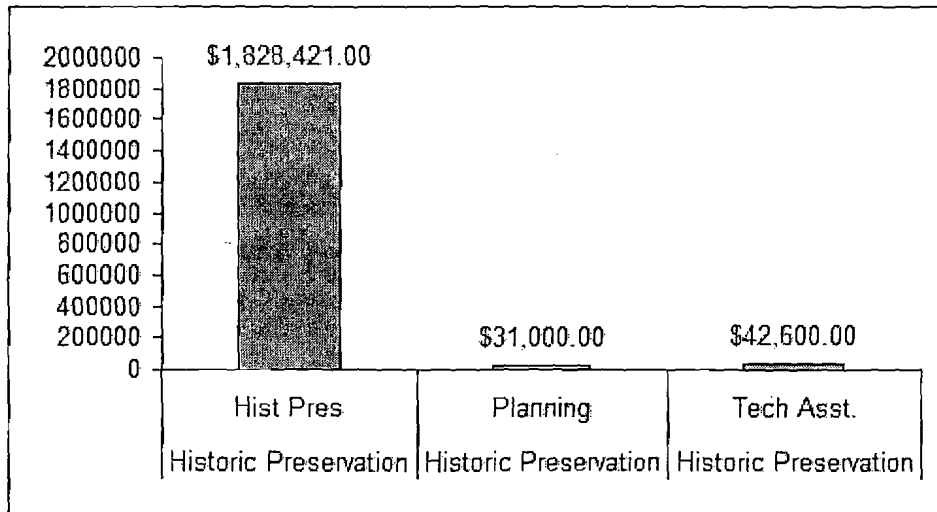 2000000
$1,828,421.00
1800000
1600000
1400000
1200000
1000000
800000
600000
400000
200000
$31,000.00
$42,600.00
0
Hist Pres
Planning
Tech Asst.
Historic Preservation
Historic Preservation
Historic Preservation